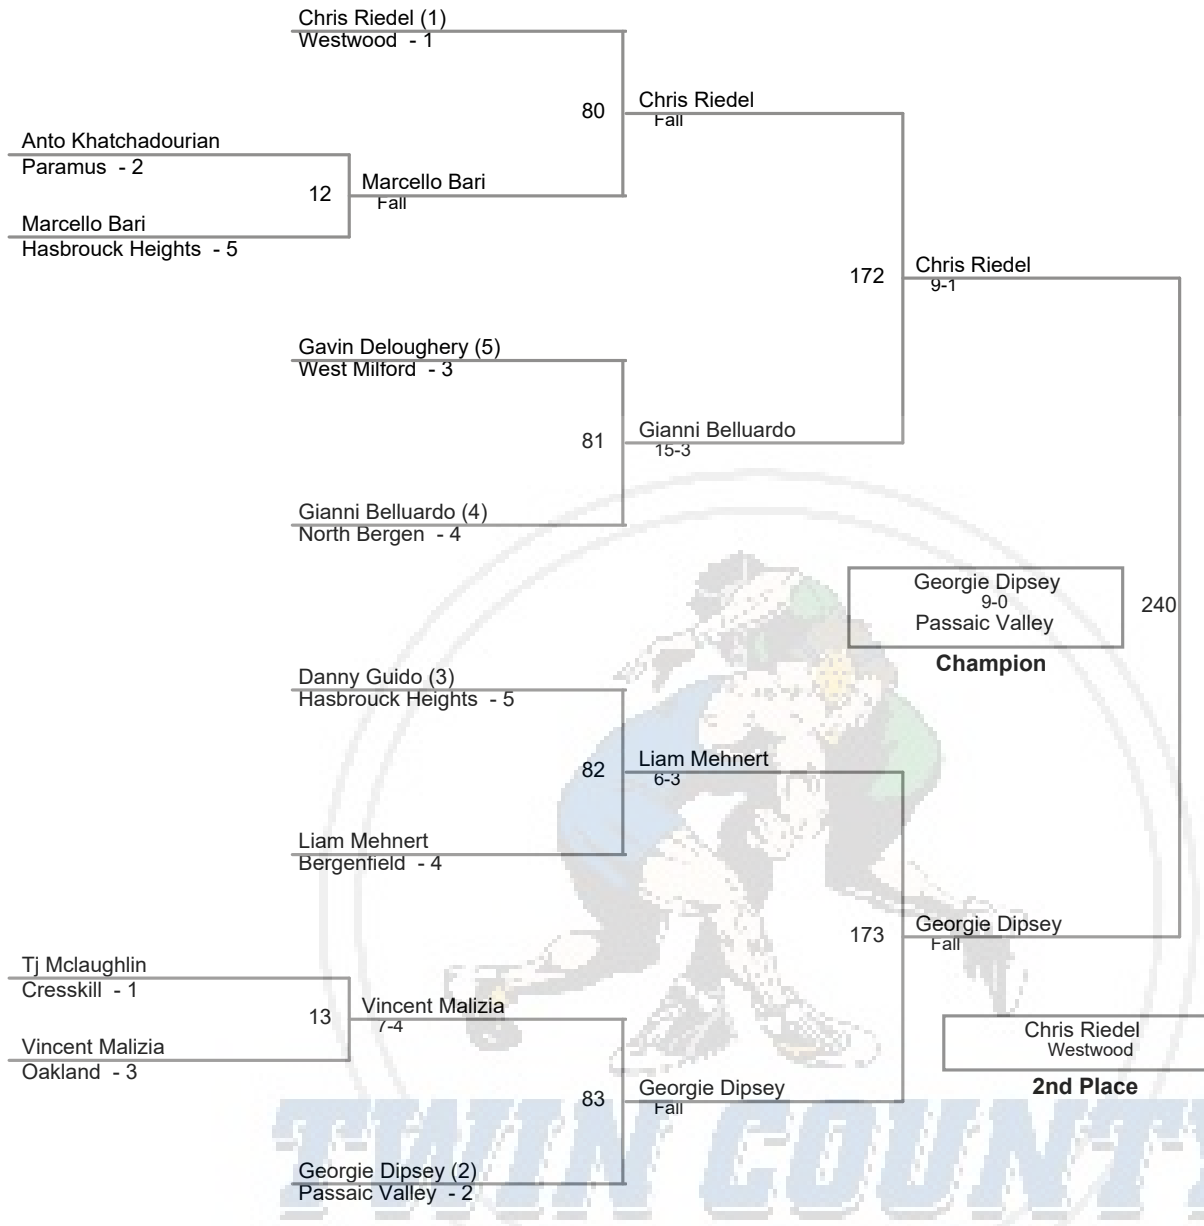 Chris Riedel (1)
Westwood - 1
80
Chris Riedel
Fall
Anto Khatchadourian
Paramus - 2
12
Marcello Bari
Fall
Marcello Bari
Hasbrouck Heights - 5
172
Chris Riedel
9-1
Gavin Deloughery (5)
West Milford - 3
81
Gianni Belluardo
15-3
Gianni Belluardo (4)
North Bergen - 4
Georgie Dipsey
9-0
Passaic Valley
240
Champion
Danny Guido (3)
Hasbrouck Heights - 5
82
Liam Mehnert
6-3
Liam Mehnert
Bergenfield - 4
173
Georgie Dipsey
Fall
Tj Mclaughlin
Cresskill - 1
13
Vincent Malizia
7-4
Vincent Malizia
Oakland - 3
Chris Riedel
Westwood
2nd Place
83
Georgie Dipsey
Fall
Georgie Dipsey (2)
Passaic Valley - 2
TWIN COUNTY